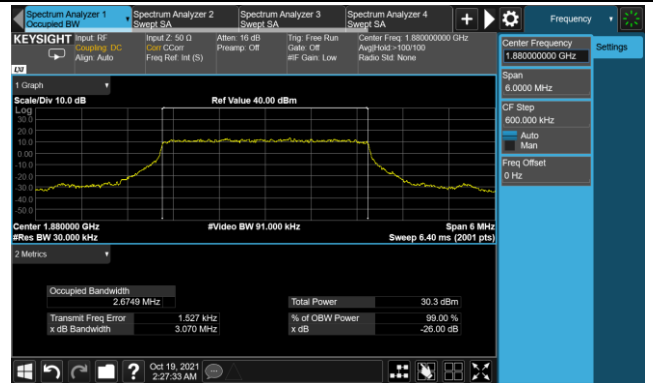 Spectrum Analyzer 1
Occupied BW
Spectrum Analyzer 2
Swept SA
Spectrum Analyzer 3
Swept SA
Spectrum Analyzer 4
Swept SA
+
Frequency
KEYSIGHT
Input: RF
Coupling: DC
Align: Auto
Input Z: 50 Ω
Corr CCorr
Freq Ref: Int (S)
Atten: 16 dB
Preamp: Off
Trig: Free Run
Gate: Off
#IF Gain: Low
Center Freq: 1.880000000 GHz
Avg|Hold:>100/100
Radio Std: None
LXI
Center Frequency
1.880000000 GHz
Settings
Span
6.0000 MHz
CF Step
600.000 kHz
Auto
Man
Freq Offset
0 Hz
1 Graph
Scale/Div 10.0 dB
Ref Value 40.00 dBm
Log
30.0
20.0
10.0
0.00
-10.0
-20.0
-30.0
-40.0
-50.0
Center 1.880000 GHz
#Video BW 91.000 kHz
Span 6 MHz
#Res BW 30.000 kHz
Sweep 6.40 ms (2001 pts)
2 Metrics
Occupied Bandwidth
2.6749 MHz
Total Power
30.3 dBm
Transmit Freq Error
1.527 kHz
% of OBW Power
99.00 %
x dB Bandwidth
3.070 MHz
x dB
-26.00 dB
?
Oct 19, 2021
2:27:33 AM